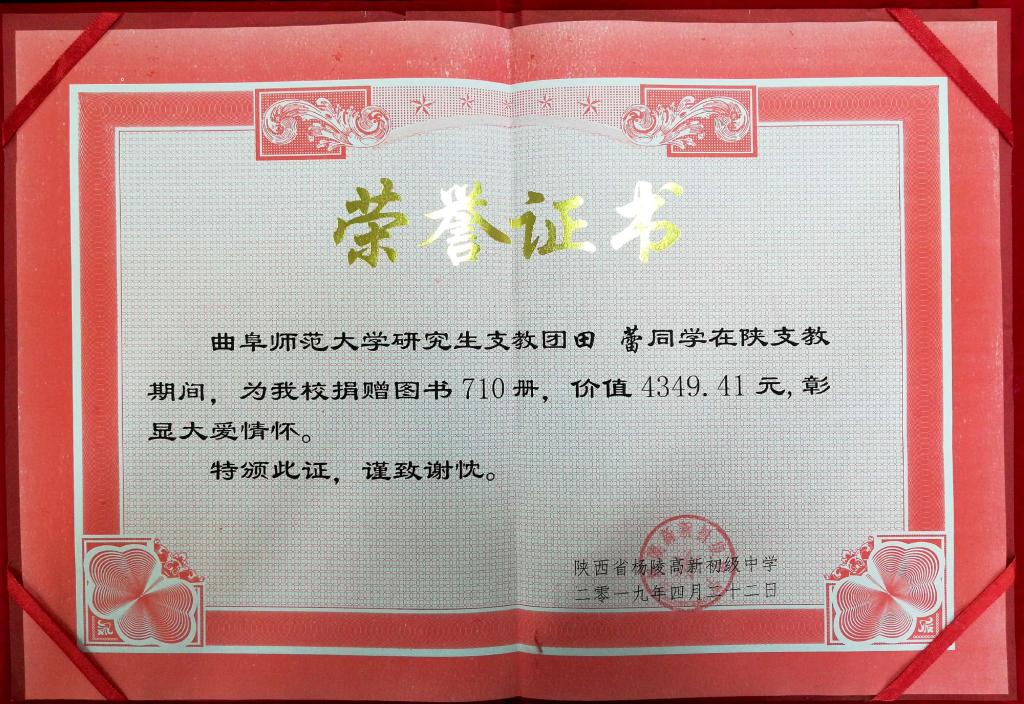 荣誉证书
曲阜师范大学研究生支教团田 蕾同学在陕支教
期间，为我校捐赠图书710册，价值4349.41元,彰
显大爱情怀。
特颁此证，谨致谢忱。
陕西省杨陵高新初级中学
二零一九年四月二十二日